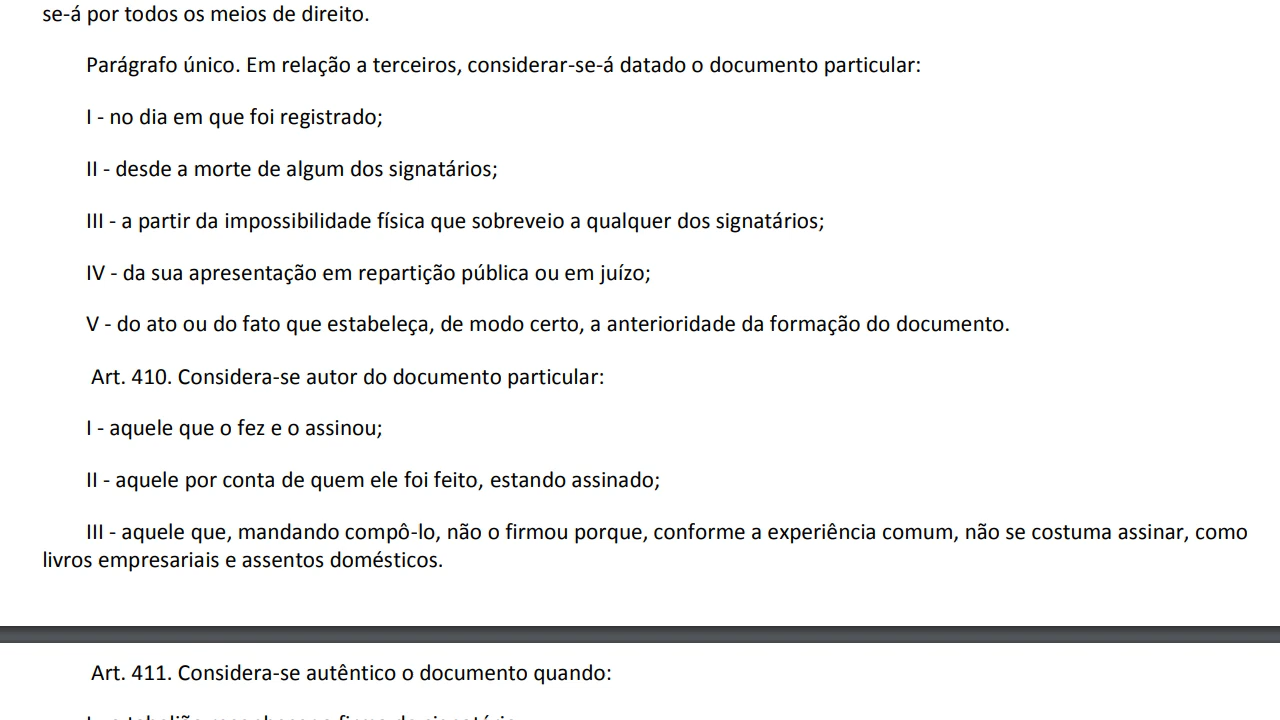 se-á por todos os meios de direito.
Parágrafo único. Em relação a terceiros, considerar-se-á datado o documento particular:
I - no dia em que foi registrado;
II - desde a morte de algum dos signatários;
III - a partir da impossibilidade física que sobreveio a qualquer dos signatários;
IV - da sua apresentação em repartição pública ou em juízo;
V - do ato ou do fato que estabeleça, de modo certo, a anterioridade da formação do documento.
Art. 410. Considera-se autor do documento particular:
I - aquele que o fez e o assinou;
II - aquele por conta de quem ele foi feito, estando assinado;
III - aquele que, mandando compô-lo, não o firmou porque, conforme a experiência comum, não se costuma assinar, como
livros empresariais e assentos domésticos.
Art. 411. Considera-se autêntico o documento quando: